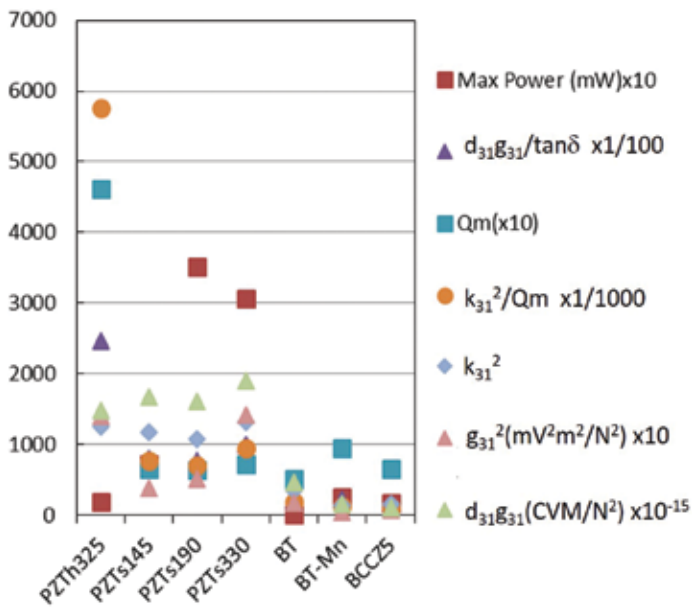 7000
6000
5000
4000
3000
2000
1000
0
PZTh325
PZTs145
PZTs190
PZTs330
BT
BT-Mn
BCCZ5
Max Power (mW)x10
d₃₁g₃₁/tanδ x1/100
Qm(x10)
k₃₁²/Qm x1/1000
k₃₁²
g₃₁²(mV²m²/N²) x10
d₃₁g₃₁(CVM/N²) x10⁻¹⁵